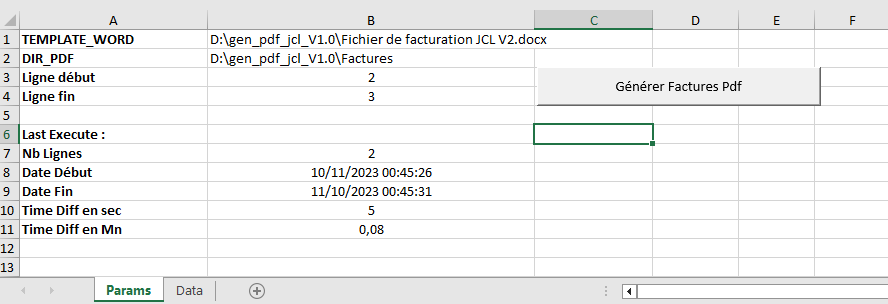 A B C D E F
1 TEMPLATE_WORD D:\gen_pdf_jcl_V1.0\Fichier de facturation JCL V2.docx
2 DIR_PDF D:\gen_pdf_jcl_V1.0\Factures
3 Ligne début 2
4 Ligne fin 3
Générer Factures Pdf
5
6 Last Execute :
7 Nb Lignes 2
8 Date Début 10/11/2023 00:45:26
9 Date Fin 11/10/2023 00:45:31
10 Time Diff en sec 5
11 Time Diff en Mn 0,08
12
13
Params Data